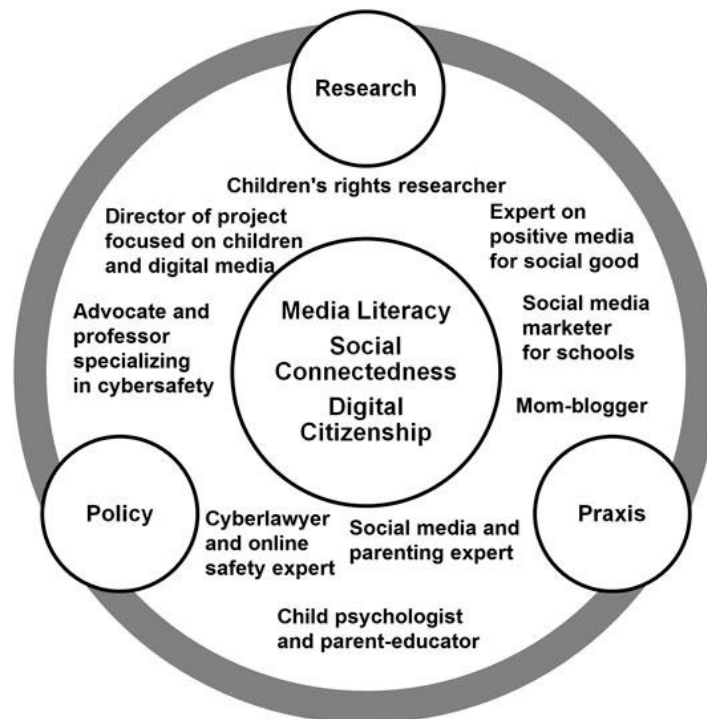 Research
Children's rights researcher
Director of project
focused on children
and digital media
Expert on
positive media
for social good
Advocate and
professor
specializing
in cybersafety
Media Literacy
Social
Connectedness
Digital
Citizenship
Social media
marketer
for schools
Mom-blogger
Policy
Cyberlawyer
and online
safety expert
Social media and
parenting expert
Praxis
Child psychologist
and parent-educator